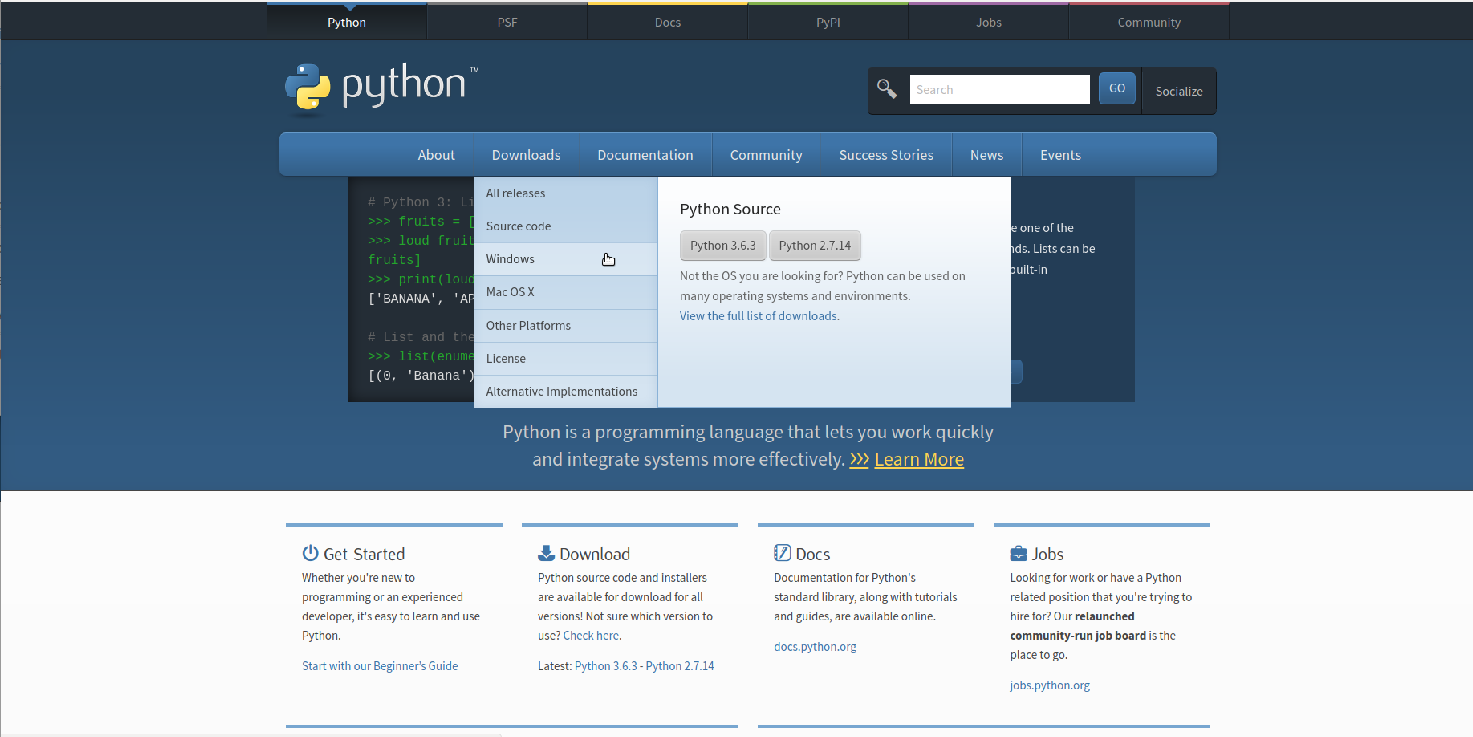 Python PSF Docs PyPI Jobs Community
python™
Search GO Socialize
About Downloads Documentation Community Success Stories News Events
# Python 3: Li
>>> fruits = [
>>> loud_fruit
fruits]
>>> print(loud
['BANANA', 'AP
# List and the
>>> list(enume
[(0, 'Banana')
All releases
Source code
Windows
Mac OS X
Other Platforms
License
Alternative Implementations
Python Source
Python 3.6.3 Python 2.7.14
Not the OS you are looking for? Python can be used on
many operating systems and environments.
View the full list of downloads.
e one of the
nds. Lists can be
built-in
Python is a programming language that lets you work quickly
and integrate systems more effectively. >>> Learn More
Get Started
Whether you're new to
programming or an experienced
developer, it's easy to learn and use
Python.
Start with our Beginner's Guide
Download
Python source code and installers
are available for download for all
versions! Not sure which version to
use? Check here.
Latest: Python 3.6.3 - Python 2.7.14
Docs
Documentation for Python's
standard library, along with tutorials
and guides, are available online.
docs.python.org
Jobs
Looking for work or have a Python
related position that you're trying to
hire for? Our relaunched
community-run job board is the
place to go.
jobs.python.org